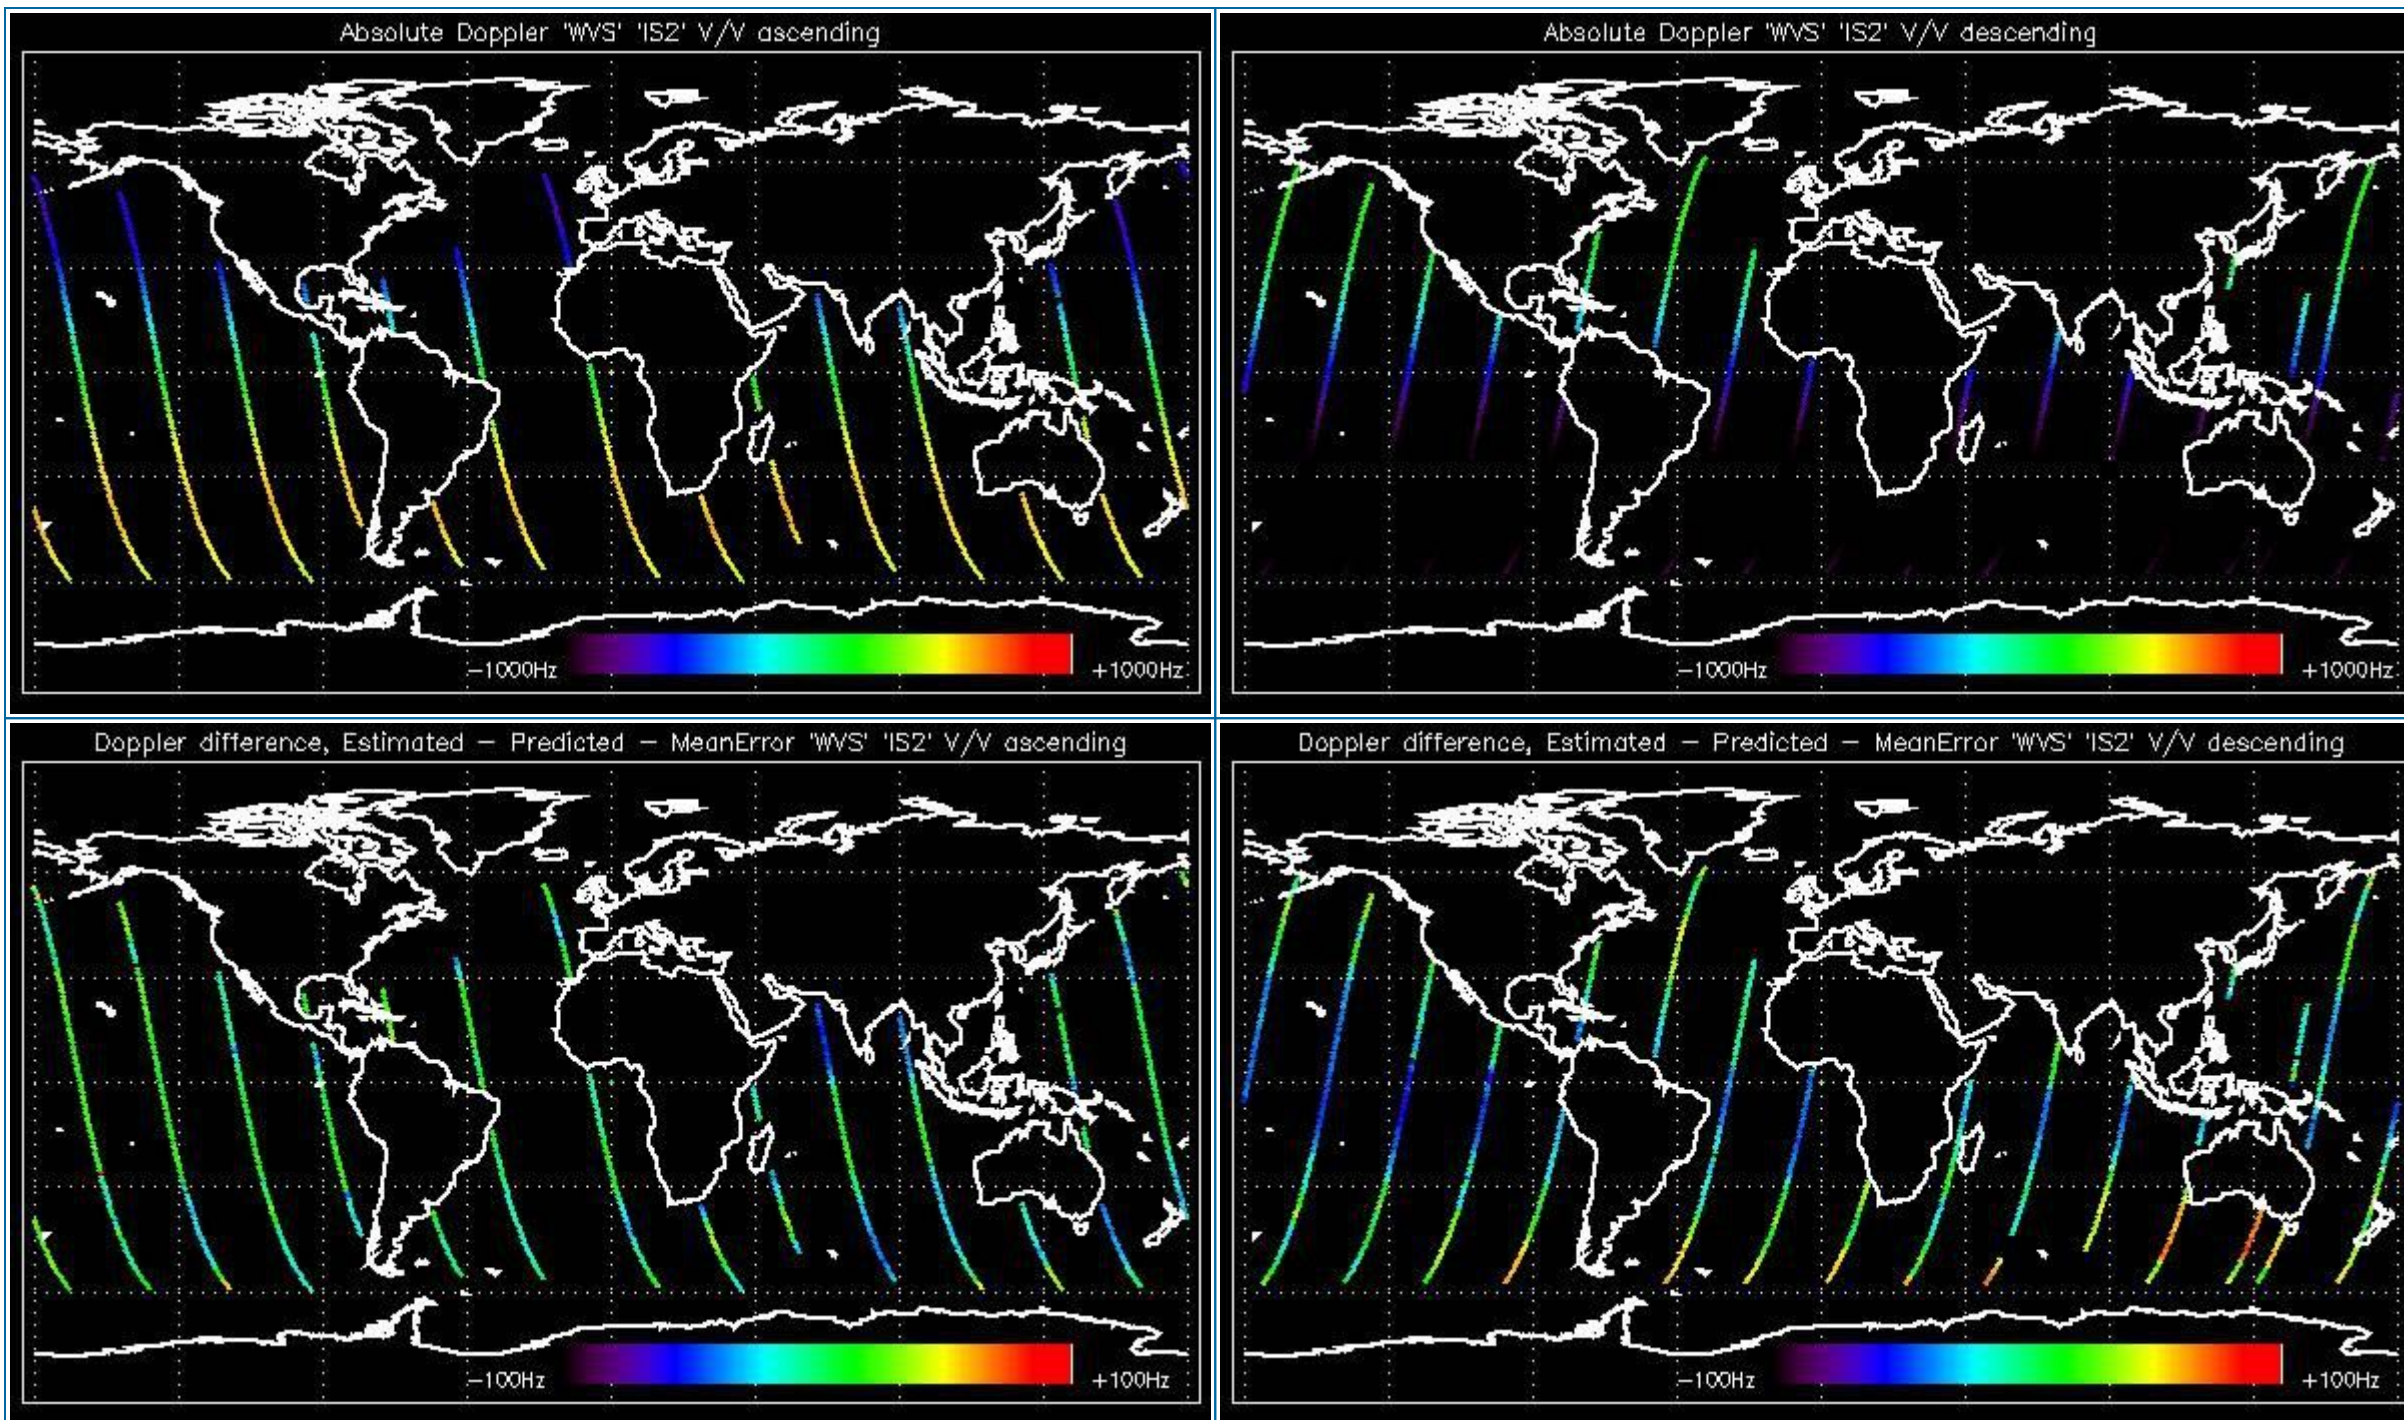 Absolute Doppler 'WVS' 'IS2' V/V ascending
-1000Hz
+1000Hz
Absolute Doppler 'WVS' 'IS2' V/V descending
-1000Hz
+1000Hz
Doppler difference, Estimated - Predicted - MeanError 'WVS' 'IS2' V/V ascending
-100Hz
+100Hz
Doppler difference, Estimated - Predicted - MeanError 'WVS' 'IS2' V/V descending
-100Hz
+100Hz